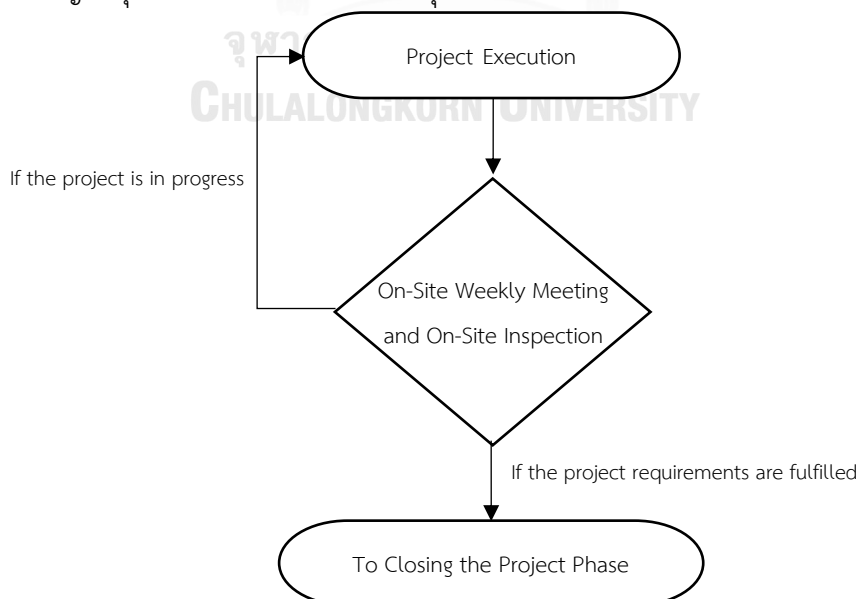 Project Execution
CHULALONGKORN UNIVERSITY
If the project is in progress
On-Site Weekly Meeting
and On-Site Inspection
If the project requirements are fulfilled
To Closing the Project Phase